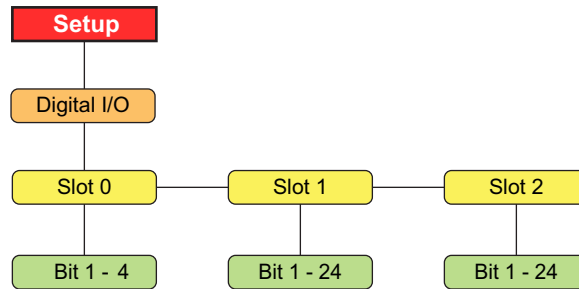 Setup
Digital I/O
Slot 0
Slot 1
Slot 2
Bit 1 - 4
Bit 1 - 24
Bit 1 - 24